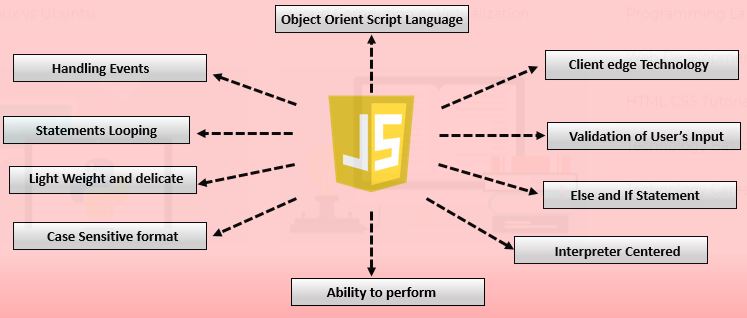 Object Orient Script Language
Handling Events
Client edge Technology
Statements Looping
JS
Validation of User's Input
Light Weight and delicate
Else and If Statement
Case Sensitive format
Interpreter Centered
Ability to perform